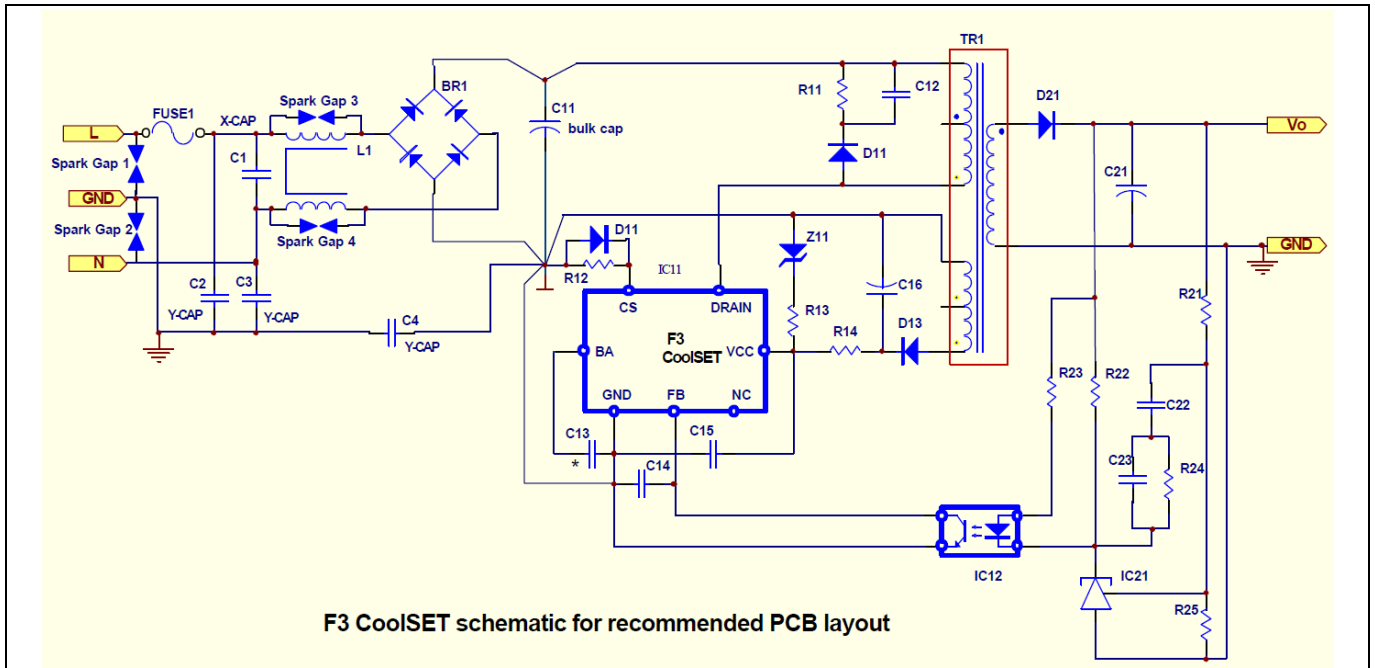 TR1
BR1
Spark Gap 3
FUSE1
X-CAP
C11
bulk cap
R11
C12
D21
L
L1
Vo
Spark Gap 1
C1
D11
C21
GND
Spark Gap 2
Spark Gap 4
N
D11
R12
IC11
Z11
GND
C2
C3
Y-CAP
Y-CAP
C4
Y-CAP
CS
DRAIN
F3
CoolSET
BA
VCC
GND
FB
NC
R13
C16
R14
D13
R21
R23
R22
C22
C13
*
C15
C14
C23
R24
IC12
IC21
R25
F3 CoolSET schematic for recommended PCB layout